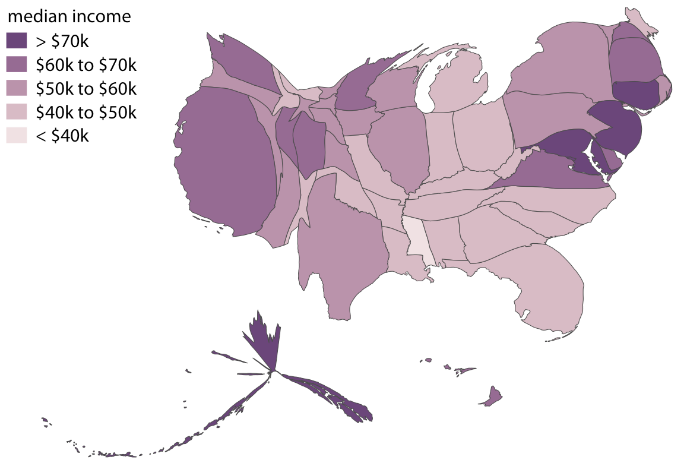 median income
> $70k
$60k to $70k
$50k to $60k
$40k to $50k
< $40k